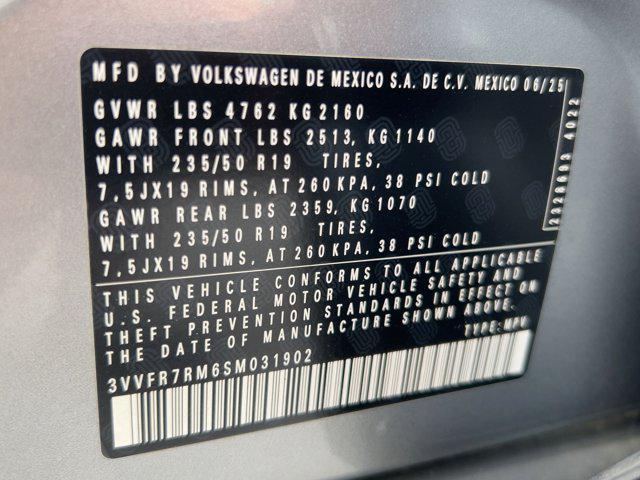 MFD BY VOLKSWAGEN DE MEXICO S.A. DE C.V. MEXICO 06/25
GVWR LBS 4762 KG 2160
GAWR FRONT LBS 2513, KG 1140
WITH 235/50 R19 TIRES,
7,5JX19 RIMS, AT 260 KPA, 38 PSI COLD
GAWR REAR LBS 2359, KG 1070
WITH 235/50 R19 TIRES,
7,5JX19 RIMS, AT 260 KPA, 38 PSI COLD
THIS VEHICLE CONFORMS TO ALL APPLICABLE
U.S. FEDERAL MOTOR VEHICLE SAFETY AND
THEFT PREVENTION STANDARDS IN EFFECT ON
THE DATE OF MANUFACTURE SHOWN ABOVE.
TYPE: MPV
3VVFR7RM6SM031902
4022